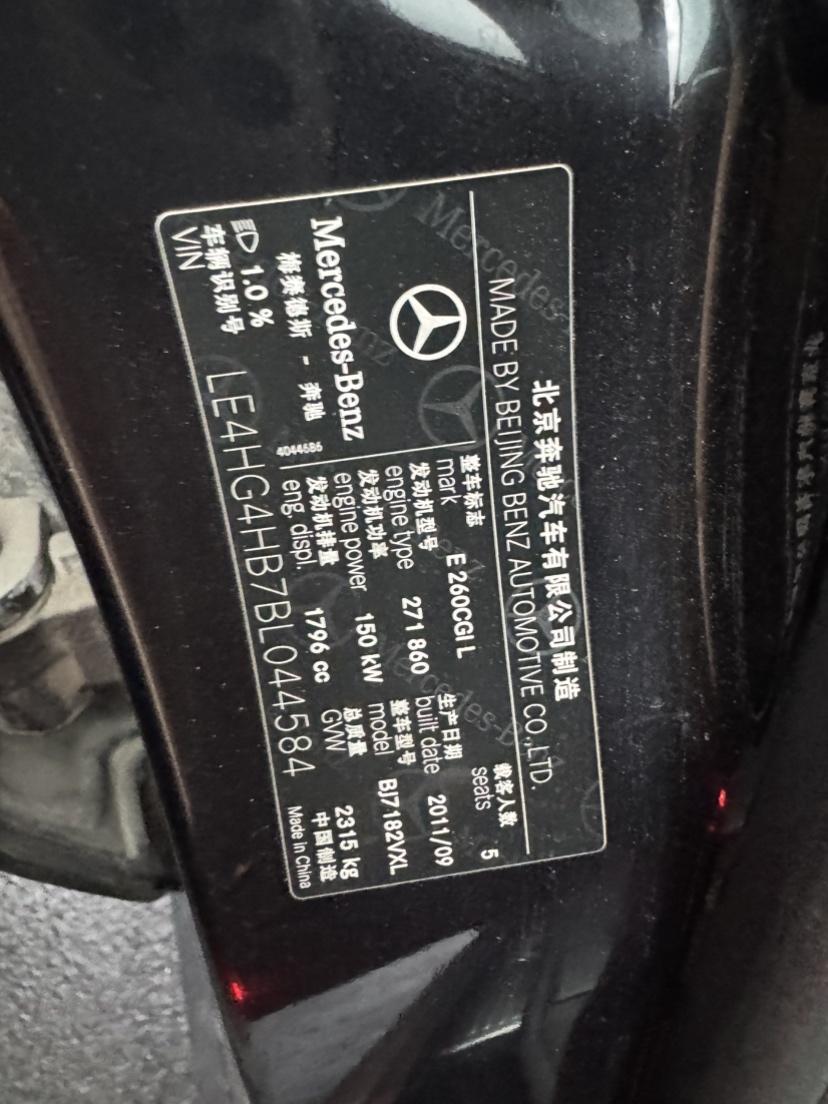 北京奔驰汽车有限公司制造
MADE BY BEIJING BENZ AUTOMOTIVE CO.,LTD.
载客人数
seats 5
整车标志
mark E 260CGI L
生产日期
built date 2011/09
发动机型号
engine type 271 860
整车型号
model BJ7182VXL
发动机功率
engine power 150 kW
总质量
GVW 2315 kg
发动机排量
eng. displ. 1796 cc
中国制造
Made in China
Mercedes-Benz
梅赛德斯 - 奔驰
4044586
1.0 %
车辆识别号
VIN LE4HG4HB7BL044584